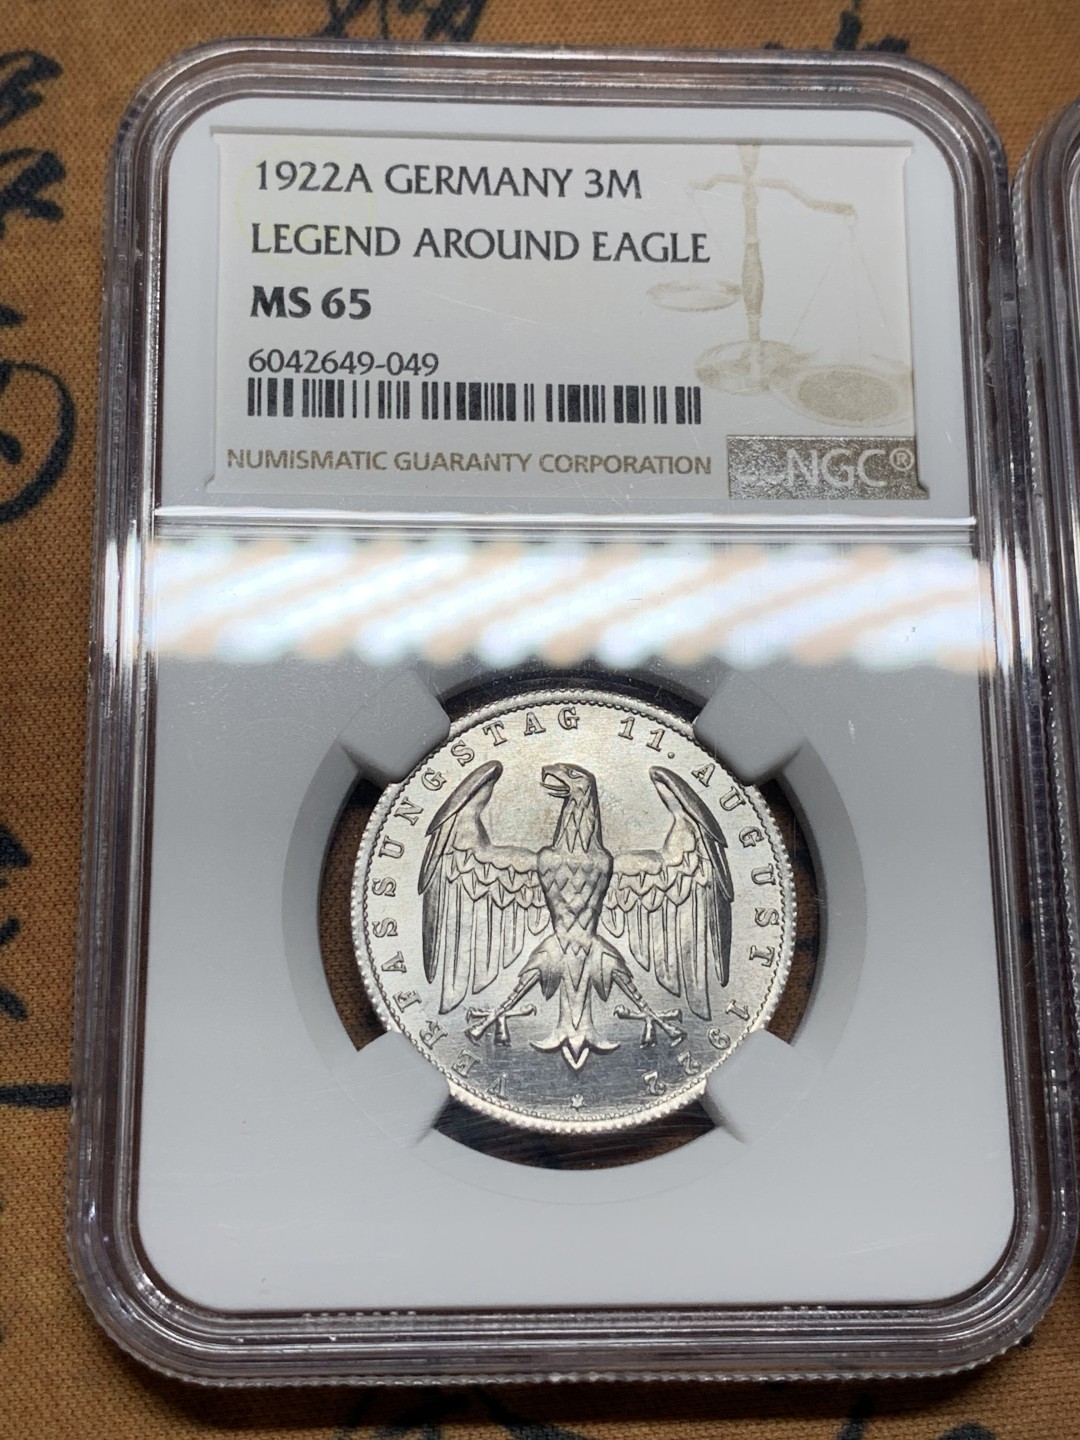 1922A GERMANY 3M
LEGEND AROUND EAGLE
MS 65
6042649-049
NUMISMATIC GUARANTY CORPORATION
NGC®
VERFASSUNGSTAG 11. AUGUST 1922